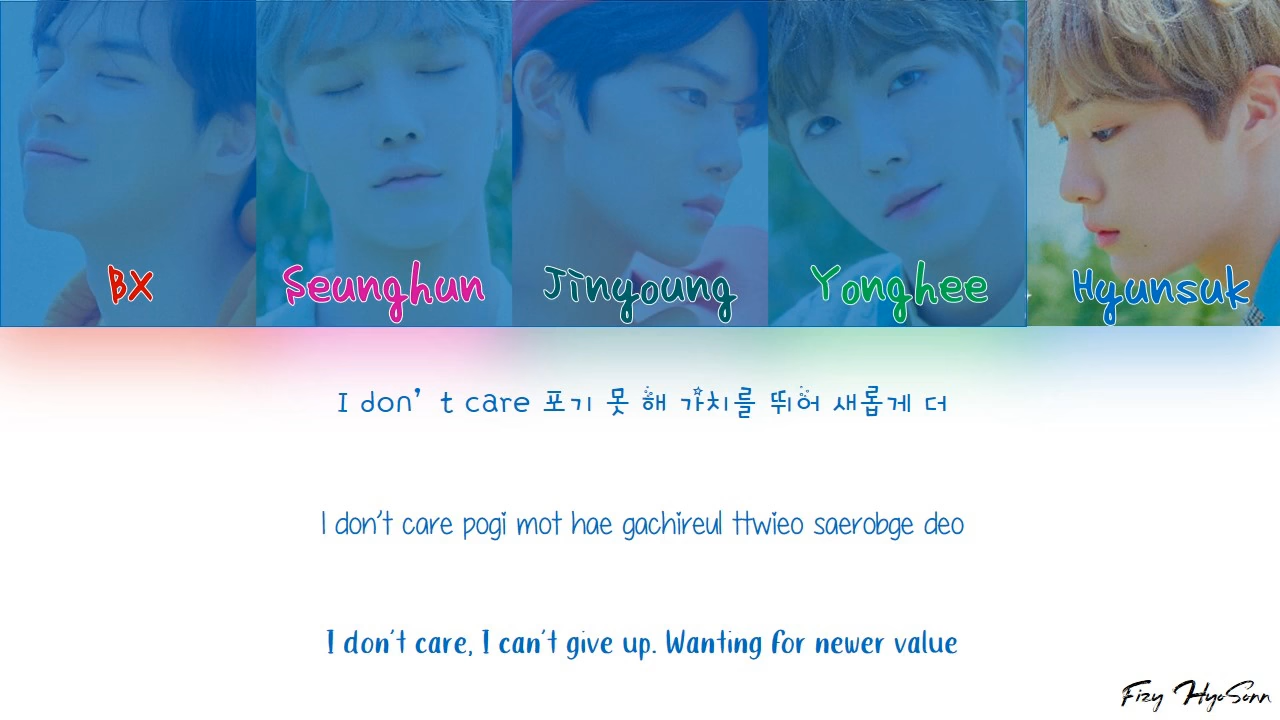 BX
Seunghun
Jinyoung
Yonghee
Hyunsuk
I don’t care 포기 못 해 가치를 뛰어 새롭게 더
I don't care pogi mot hae gachireul ttwieo saerobge deo
I don't care, I can't give up. Wanting for newer value
Fizy HyoSonn